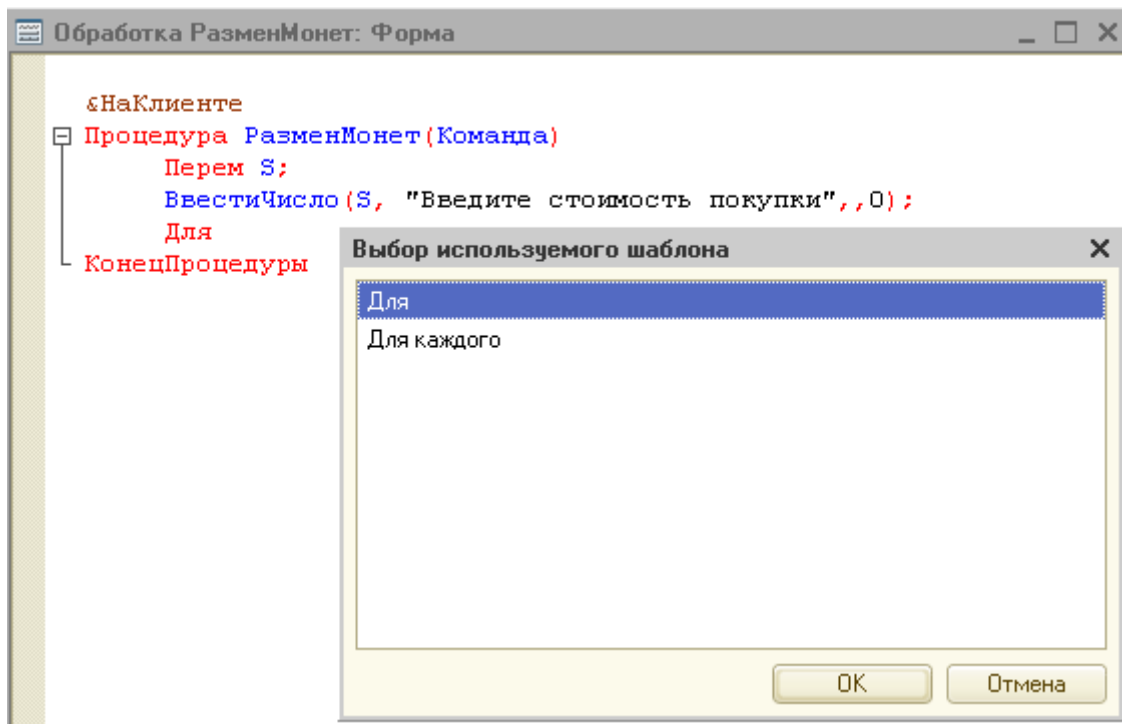 Обработка РазменМонет: Форма
&НаКлиенте
Процедура РазменМонет(Команда)
Перем S;
ВвестиЧисло(S, "Введите стоимость покупки",,0);
Для
КонецПроцедуры
Выбор используемого шаблона
Для
Для каждого
ОК
Отмена